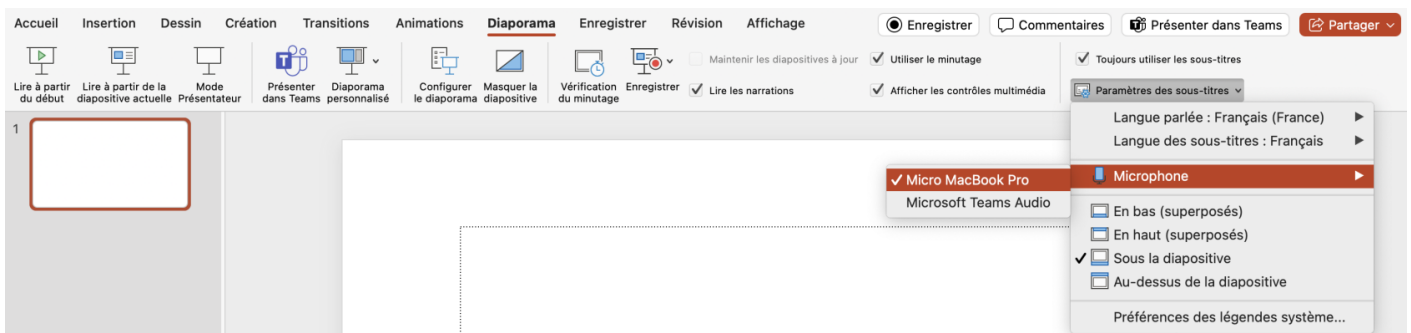 Accueil Insertion Dessin Création Transitions Animations Diaporama Enregistrer Révision Affichage Enregistrer Commentaires Présenter dans Teams Partager
Lire à partir du début
Lire à partir de la diapositive actuelle
Mode Présentateur
Présenter dans Teams
Diaporama personnalisé
Configurer le diaporama
Masquer la diapositive
Vérification du minutage
Enregistrer
Maintenir les diapositives à jour
Lire les narrations
Utiliser le minutage
Afficher les contrôles multimédia
Toujours utiliser les sous-titres
Paramètres des sous-titres
1
Langue parlée : Français (France)
Langue des sous-titres : Français
Microphone
Micro MacBook Pro
Microsoft Teams Audio
En bas (superposés)
En haut (superposés)
Sous la diapositive
Au-dessus de la diapositive
Préférences des légendes système...